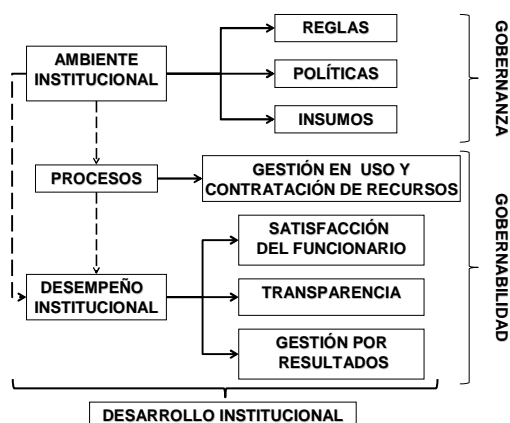 REGLAS
AMBIENTE
INSTITUCIONAL
POLÍTICAS
INSUMOS
GOBERNANZA
PROCESOS
GESTIÓN EN USO Y
CONTRATACIÓN DE RECURSOS
SATISFACCIÓN
DEL FUNCIONARIO
DESEMPEÑO
INSTITUCIONAL
TRANSPARENCIA
GESTIÓN POR
RESULTADOS
GOBERNABILIDAD
DESARROLLO INSTITUCIONAL